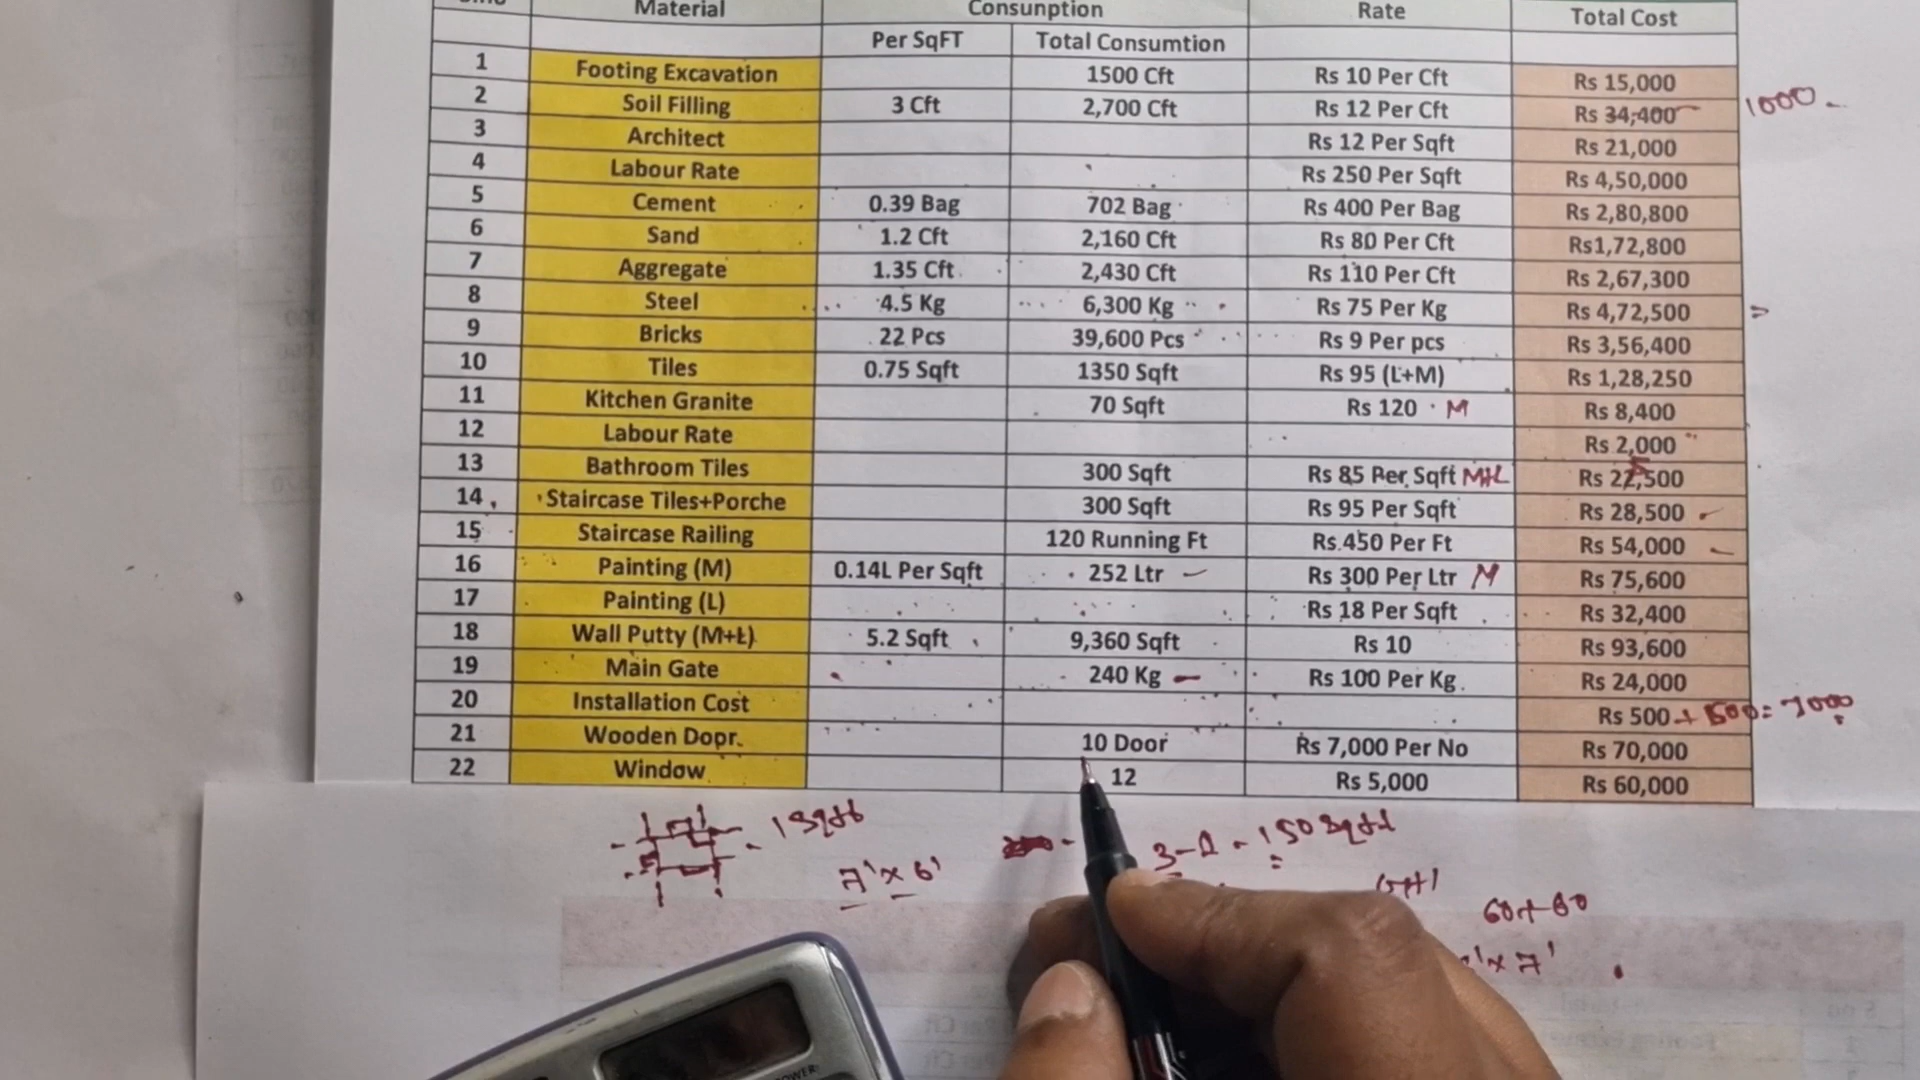 Material Consunption Rate Total Cost
Per SqFT Total Consumtion
1 Footing Excavation 1500 Cft Rs 10 Per Cft Rs 15,000
2 Soil Filling 3 Cft 2,700 Cft Rs 12 Per Cft Rs 34,400 1000
3 Architect Rs 12 Per Sqft Rs 21,000
4 Labour Rate Rs 250 Per Sqft Rs 4,50,000
5 Cement 0.39 Bag 702 Bag Rs 400 Per Bag Rs 2,80,800
6 Sand 1.2 Cft 2,160 Cft Rs 80 Per Cft Rs1,72,800
7 Aggregate 1.35 Cft 2,430 Cft Rs 110 Per Cft Rs 2,67,300
8 Steel 4.5 Kg 6,300 Kg Rs 75 Per Kg Rs 4,72,500
9 Bricks 22 Pcs 39,600 Pcs Rs 9 Per pcs Rs 3,56,400
10 Tiles 0.75 Sqft 1350 Sqft Rs 95 (L+M) Rs 1,28,250
11 Kitchen Granite 70 Sqft Rs 120 M Rs 8,400
12 Labour Rate Rs 2,000
13 Bathroom Tiles 300 Sqft Rs 85 Per Sqft M+L Rs 22,500
14 Staircase Tiles+Porche 300 Sqft Rs 95 Per Sqft Rs 28,500
15 Staircase Railing 120 Running Ft Rs.450 Per Ft Rs 54,000
16 Painting (M) 0.14L Per Sqft 252 Ltr Rs 300 Per Ltr M Rs 75,600
17 Painting (L) Rs 18 Per Sqft Rs 32,400
18 Wall Putty (M+L) 5.2 Sqft 9,360 Sqft Rs 10 Rs 93,600
19 Main Gate 240 Kg Rs 100 Per Kg Rs 24,000
20 Installation Cost Rs 500 + 500 = 1000
21 Wooden Dopr. 10 Door Rs 7,000 Per No Rs 70,000
22 Window 12 Rs 5,000 Rs 60,000
1 Sqft
7' x 6'
150 Sqft
7'